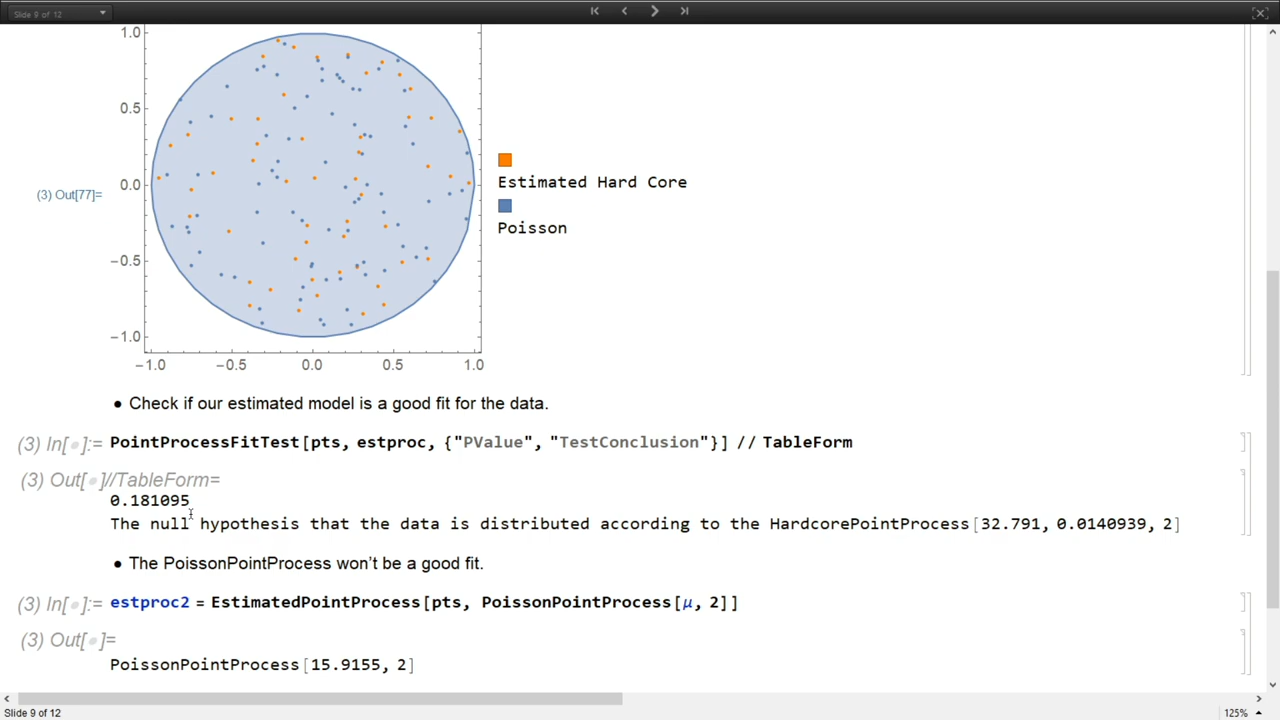 Slide 9 of 12
1.0
0.5
(3) Out[77]=
0.0
−0.5
−1.0
−1.0 −0.5 0.0 0.5 1.0
Estimated Hard Core
Poisson
● Check if our estimated model is a good fit for the data.
(3) In[●]:= PointProcessFitTest[pts, estproc, {"PValue", "TestConclusion"}] // TableForm
(3) Out[●]//TableForm=
0.181095
The null hypothesis that the data is distributed according to the HardcorePointProcess[32.791, 0.0140939, 2]
● The PoissonPointProcess won't be a good fit.
(3) In[●]:= estproc2 = EstimatedPointProcess[pts, PoissonPointProcess[μ, 2]]
(3) Out[●]=
PoissonPointProcess[15.9155, 2]
Slide 9 of 12
125%